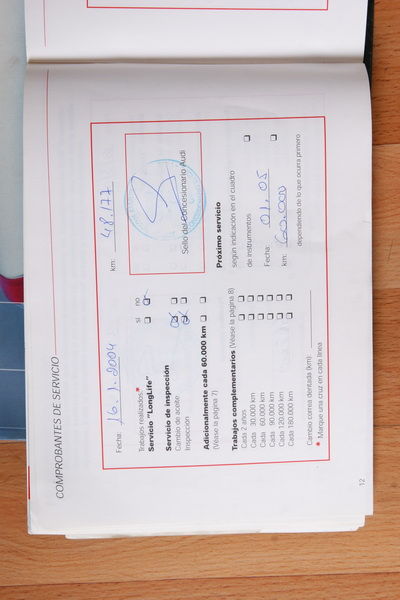 COMPROBANTES DE SERVICIO
Fecha: 16.1.2004
km: 48.177
Trabajos realizados:*
sí no
Servicio "LongLife"
Servicio de inspección
Cambio de aceite
Inspección
Adicionalmente cada 60.000 km
(Véase la página 7)
Trabajos complementarios (Véase la página 8)
Cada 2 años
Cada 30.000 km
Cada 60.000 km
Cada 90.000 km
Cada 120.000 km
Cada 180.000 km
Cambio correa dentada (km)
* Marque una cruz en cada línea
Sello del Concesionario Audi
Próximo servicio
según indicación en el cuadro
de instrumentos
Fecha: 01.05
km: 60.000
dependiendo de lo que ocurra primero
12